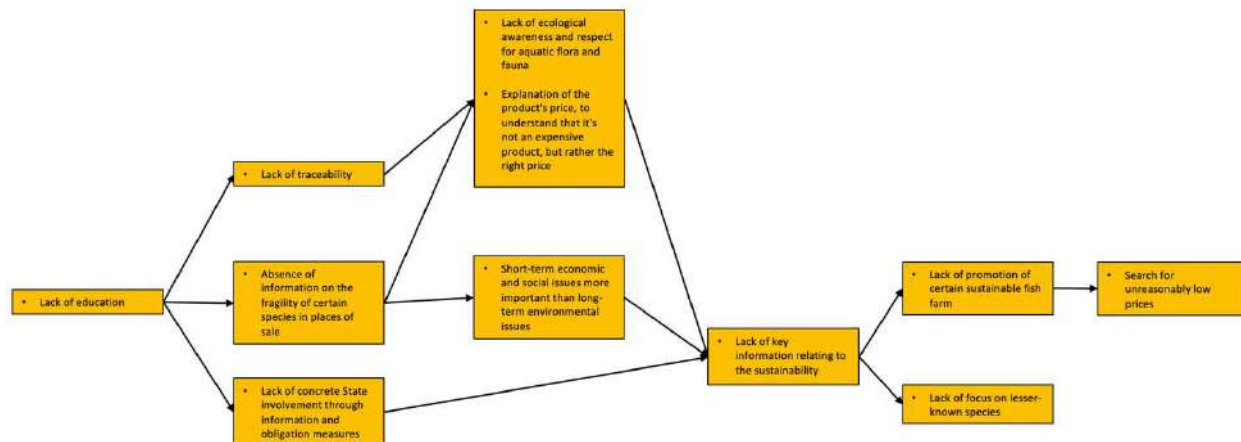 • Lack of ecological
awareness and respect
for aquatic flora and
fauna
• Explanation of the
product's price, to
understand that it's
not an expensive
product, but rather the
right price
• Lack of traceability
• Absence of
information on the
fragility of certain
species in places of
sale
• Short-term economic
and social issues more
important than long-
term environmental
issues
• Lack of education
• Lack of concrete State
involvement through
information and
obligation measures
• Lack of key
information relating to
the sustainability
• Lack of promotion of
certain sustainable fish
farm
• Search for
unreasonably low
prices
• Lack of focus on lesser-
known species